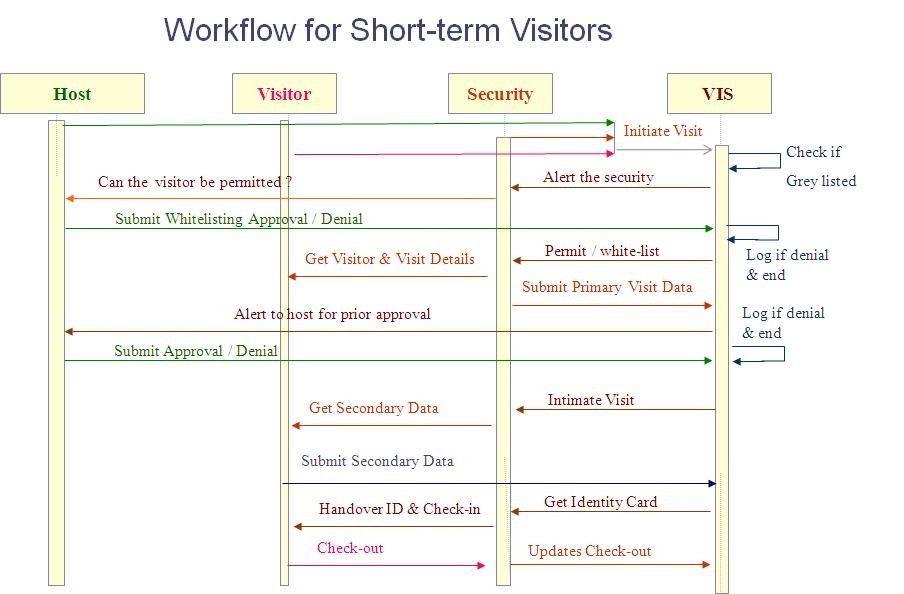 Workflow for Short-term Visitors
Host
Visitor
Security
VIS
Initiate Visit
Check if
Grey listed
Alert the security
Can the visitor be permitted ?
Submit Whitelisting Approval / Denial
Permit / white-list
Log if denial
& end
Get Visitor & Visit Details
Submit Primary Visit Data
Log if denial
& end
Alert to host for prior approval
Submit Approval / Denial
Intimate Visit
Get Secondary Data
Submit Secondary Data
Get Identity Card
Handover ID & Check-in
Check-out
Updates Check-out